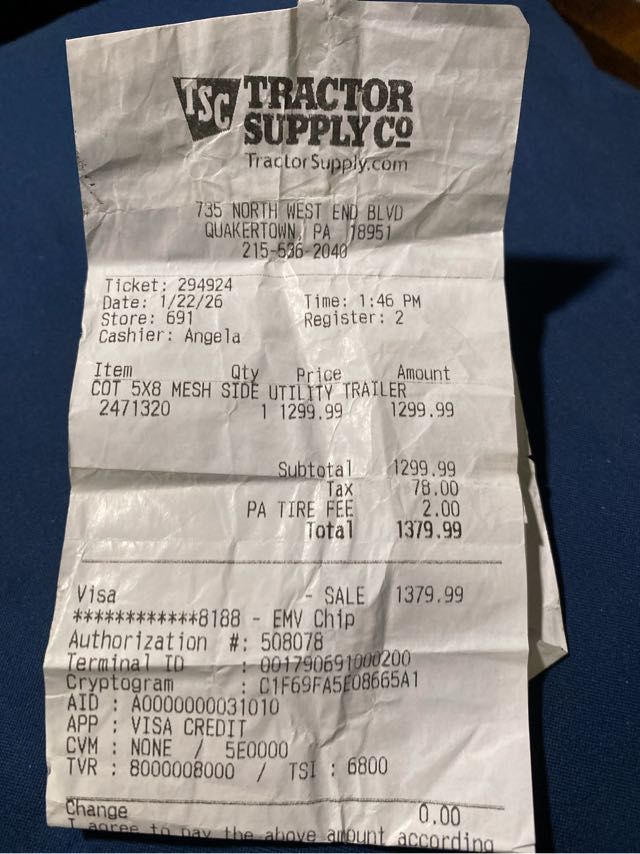 TSC TRACTOR
SUPPLY CO
TractorSupply.com
735 NORTH WEST END BLVD
QUAKERTOWN, PA 18951
215-536-2040
Ticket: 294924
Date: 1/22/26 Time: 1:46 PM
Store: 691 Register: 2
Cashier: Angela
Item Qty Price Amount
COT 5X8 MESH SIDE UTILITY TRAILER
2471320 1 1299.99 1299.99
Subtotal 1299.99
Tax 78.00
PA TIRE FEE 2.00
Total 1379.99
Visa - SALE 1379.99
************8188 - EMV Chip
Authorization #: 508078
Terminal ID : 001790691000200
Cryptogram : C1F69FA5E08665A1
AID : A0000000031010
APP : VISA CREDIT
CVM : NONE / 5E0000
TVR : 8000008000 / TSI : 6800
Change 0.00
I agree to pay the above amount according